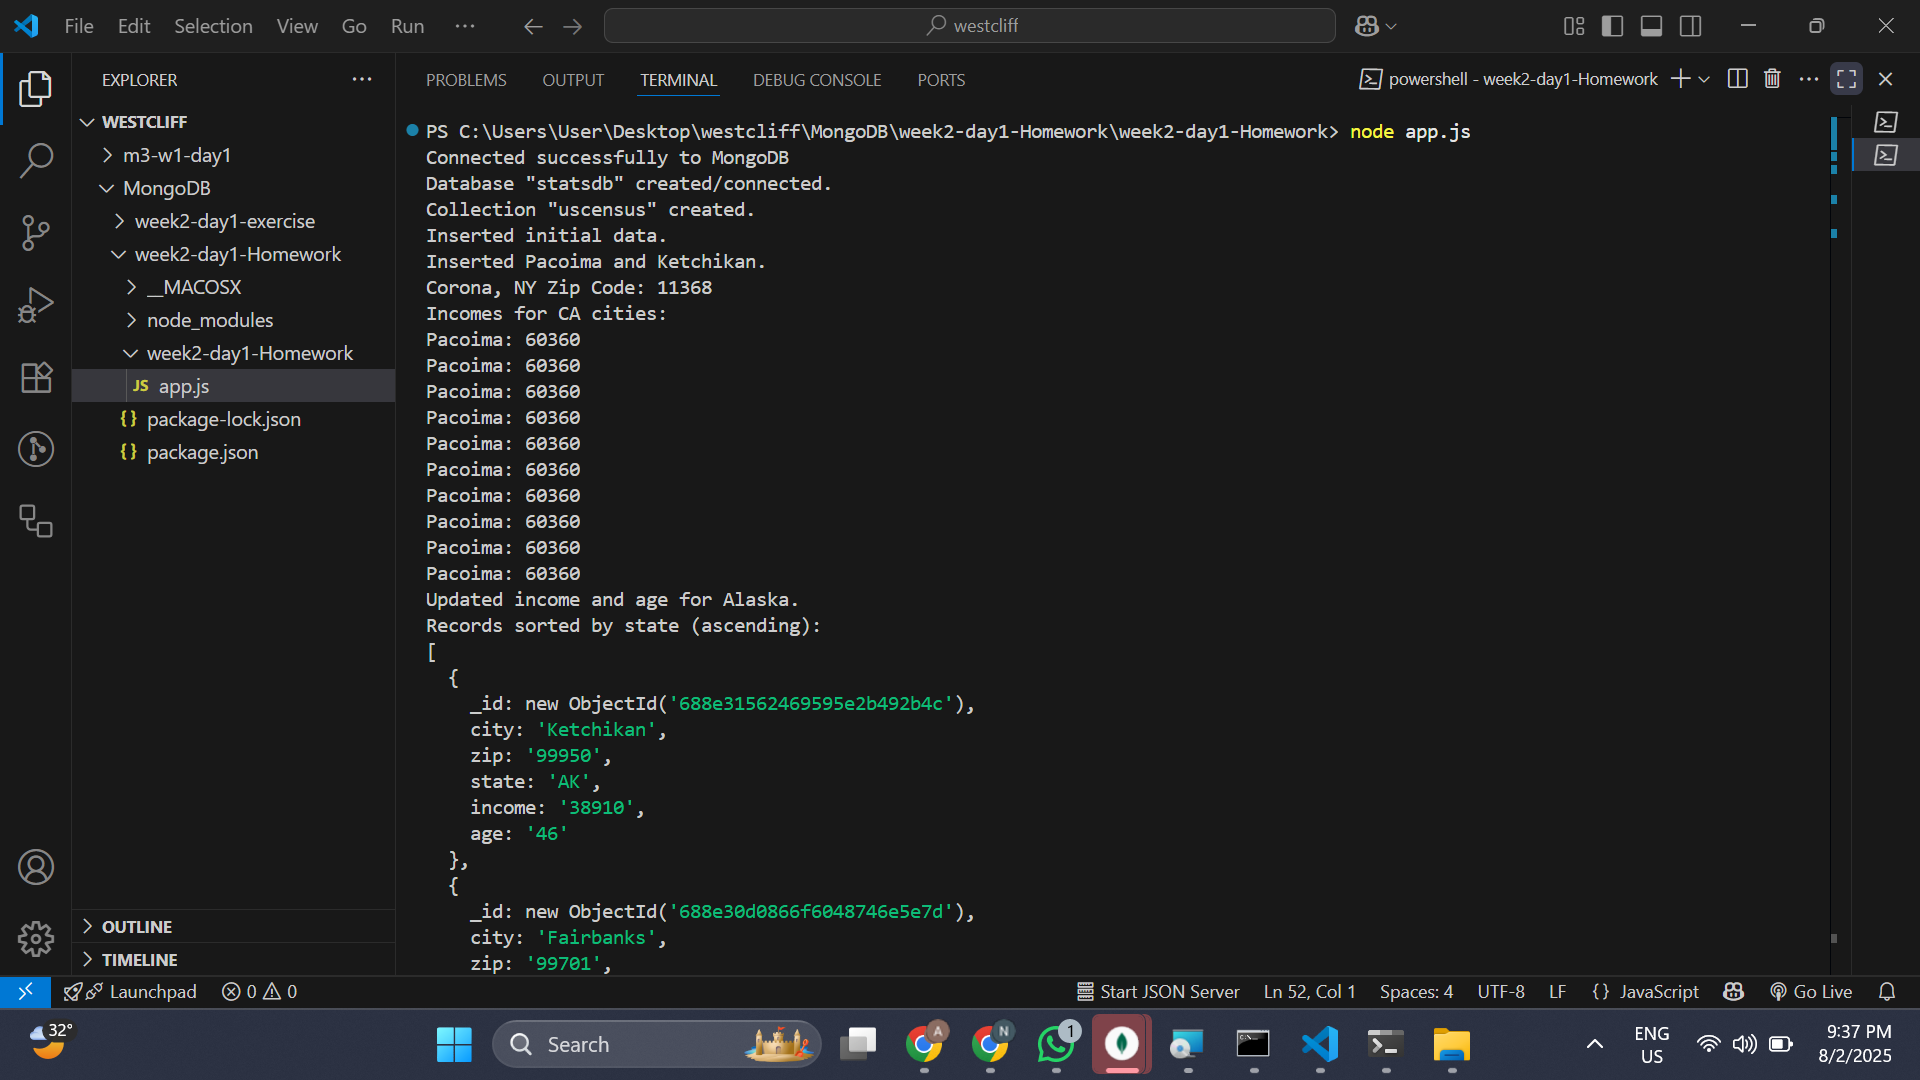 File Edit Selection View Go Run ··· westcliff
EXPLORER ···
WESTCLIFF
m3-w1-day1
MongoDB
week2-day1-exercise
week2-day1-Homework
__MACOSX
node_modules
week2-day1-Homework
JS app.js
{} package-lock.json
{} package.json
OUTLINE
TIMELINE
PROBLEMS OUTPUT TERMINAL DEBUG CONSOLE PORTS powershell - week2-day1-Homework
PS C:\Users\User\Desktop\westcliff\MongoDB\week2-day1-Homework\week2-day1-Homework> node app.js
Connected successfully to MongoDB
Database "statsdb" created/connected.
Collection "uscensus" created.
Inserted initial data.
Inserted Pacoima and Ketchikan.
Corona, NY Zip Code: 11368
Incomes for CA cities:
Pacoima: 60360
Pacoima: 60360
Pacoima: 60360
Pacoima: 60360
Pacoima: 60360
Pacoima: 60360
Pacoima: 60360
Pacoima: 60360
Pacoima: 60360
Pacoima: 60360
Updated income and age for Alaska.
Records sorted by state (ascending):
[
{
_id: new ObjectId('688e31562469595e2b492b4c'),
city: 'Ketchikan',
zip: '99950',
state: 'AK',
income: '38910',
age: '46'
},
{
_id: new ObjectId('688e30d0866f6048746e5e7d'),
city: 'Fairbanks',
zip: '99701',
Launchpad 0 0 Start JSON Server Ln 52, Col 1 Spaces: 4 UTF-8 LF {} JavaScript Go Live
32° Search A N 1 ENG US 9:37 PM
8/2/2025